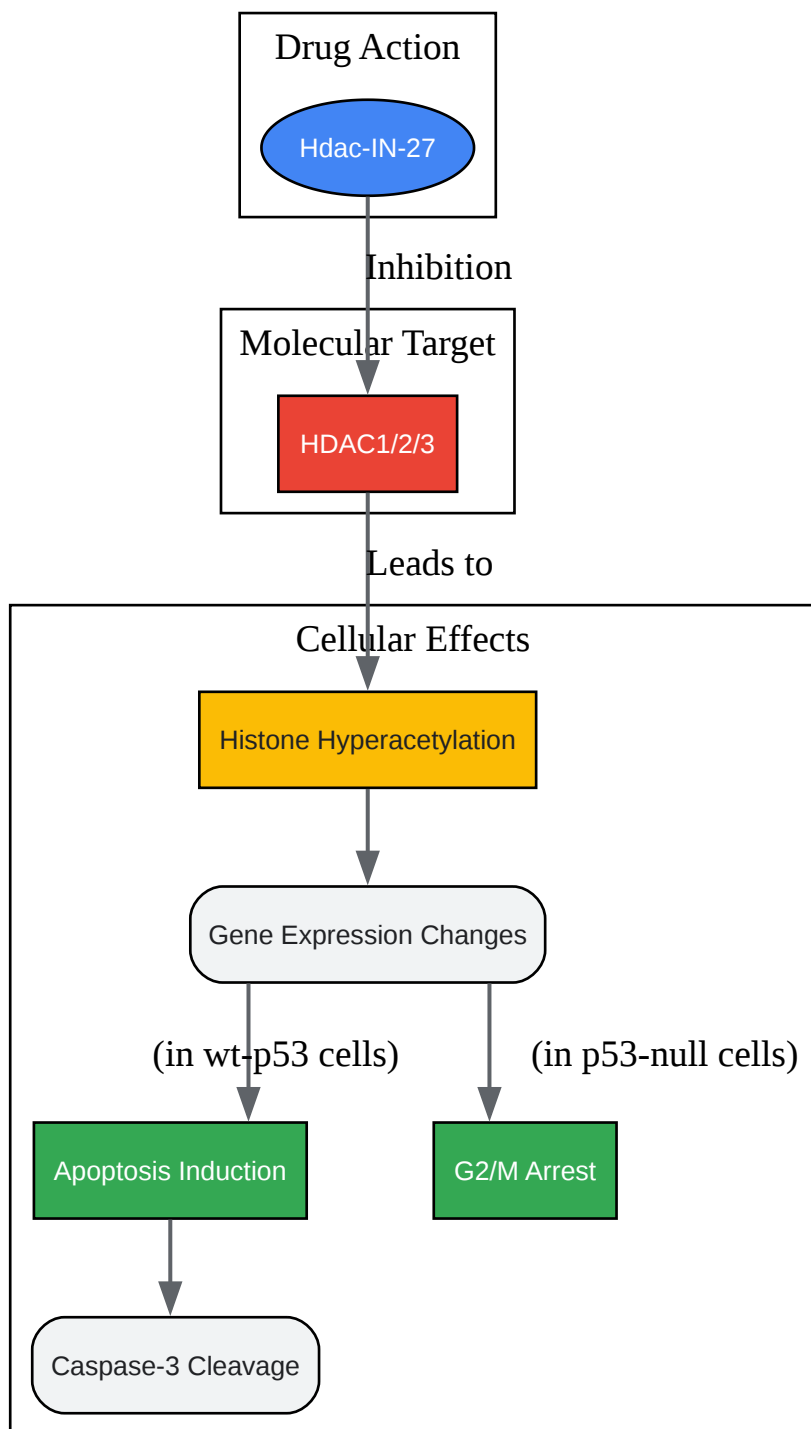 Drug Action
Hdac-IN-27
Inhibition
Molecular Target
HDAC1/2/3
Leads to
Cellular Effects
Histone Hyperacetylation
Gene Expression Changes
(in wt-p53 cells)
(in p53-null cells)
Apoptosis Induction
G2/M Arrest
Caspase-3 Cleavage